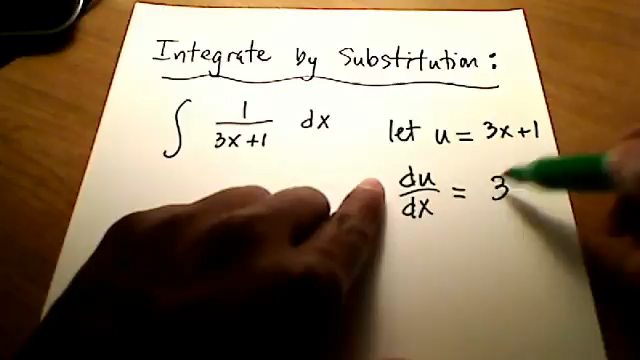 Integrate by Substitution:
∫ 1/(3x+1) dx
let u = 3x+1
du/dx = 3